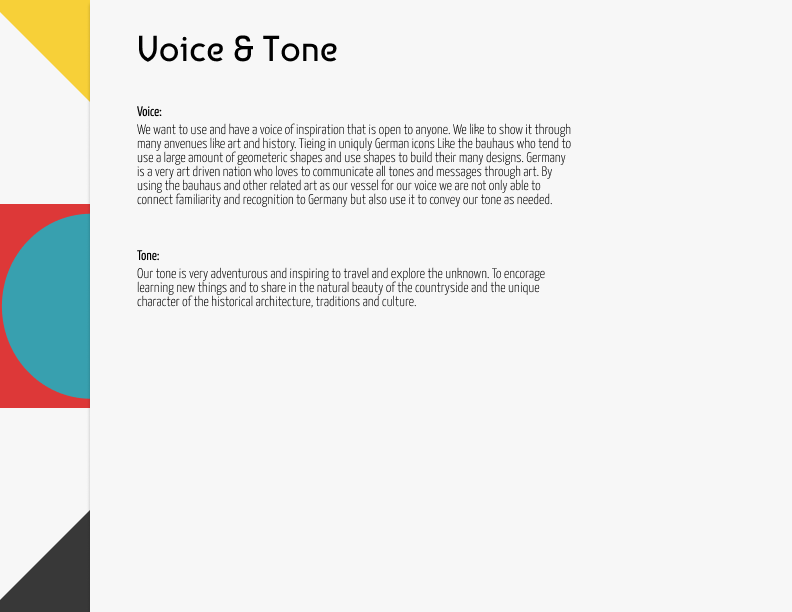 Voice & Tone
Voice:
We want to use and have a voice of inspiration that is open to anyone. We like to show it through
many anvenues like art and history. Tieing in uniquly German icons Like the bauhaus who tend to
use a large amount of geometeric shapes and use shapes to build their many designs. Germany
is a very art driven nation who loves to communicate all tones and messages through art. By
using the bauhaus and other related art as our vessel for our voice we are not only able to
connect familiarity and recognition to Germany but also use it to convey our tone as needed.
Tone:
Our tone is very adventurous and inspiring to travel and explore the unknown. To encorage
learning new things and to share in the natural beauty of the countryside and the unique
character of the historical architecture, traditions and culture.